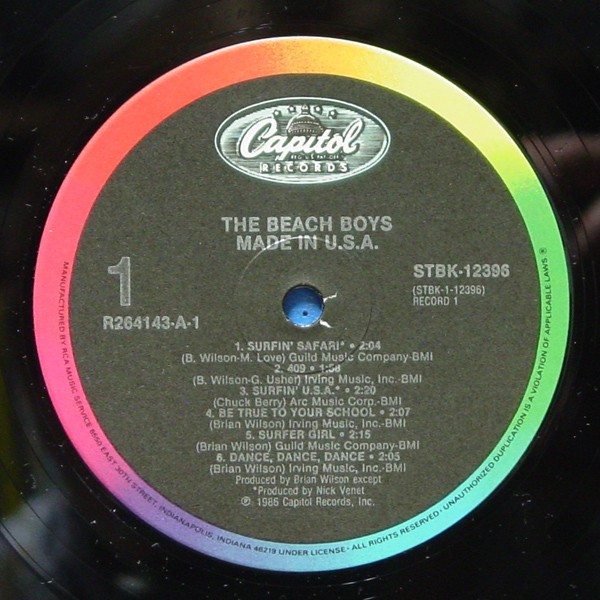 Capitol
RECORDS
THE BEACH BOYS
MADE IN U.S.A.
1
R264143-A-1
STBK-12396
(STBK-1-12396)
RECORD 1
1. SURFIN' SAFARI* • 2:04
(B. Wilson-M. Love) Guild Music Company-BMI
2. 409 • 1:58
(B. Wilson-G. Usher) Irving Music, Inc.-BMI
3. SURFIN' U.S.A.* • 2:20
(Chuck Berry) Arc Music Corp.-BMI
4. BE TRUE TO YOUR SCHOOL • 2:07
(Brian Wilson) Irving Music, Inc.-BMI
5. SURFER GIRL • 2:15
(Brian Wilson) Guild Music Company-BMI
6. DANCE, DANCE, DANCE • 2:05
(Brian Wilson) Irving Music, Inc.-BMI
Produced by Brian Wilson except
*Produced by Nick Venet
℗ 1986 Capitol Records, Inc.
MANUFACTURED BY RCA MUSIC SERVICE 6550 EAST 30TH STREET, INDIANAPOLIS, INDIANA 46219 UNDER LICENSE • ALL RIGHTS RESERVED • UNAUTHORIZED DUPLICATION IS A VIOLATION OF APPLICABLE LAWS ®